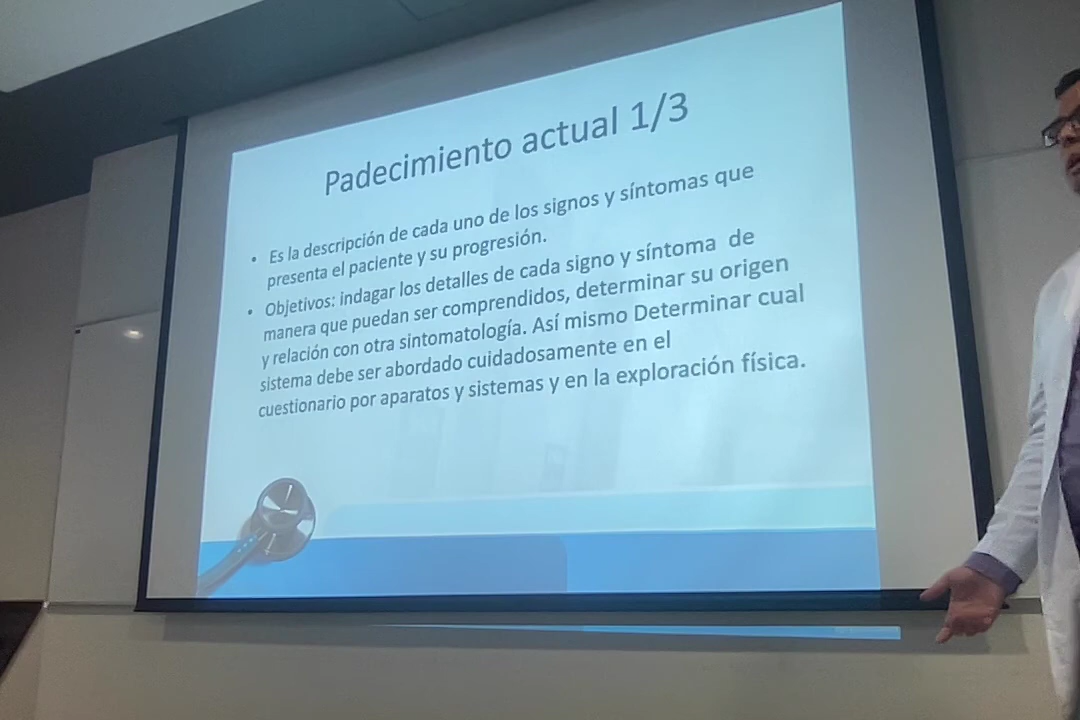 Padecimiento actual 1/3
• Es la descripción de cada uno de los signos y síntomas que
presenta el paciente y su progresión.
• Objetivos: indagar los detalles de cada signo y síntoma de
manera que puedan ser comprendidos, determinar su origen
y relación con otra sintomatología. Así mismo Determinar cual
sistema debe ser abordado cuidadosamente en el
cuestionario por aparatos y sistemas y en la exploración física.